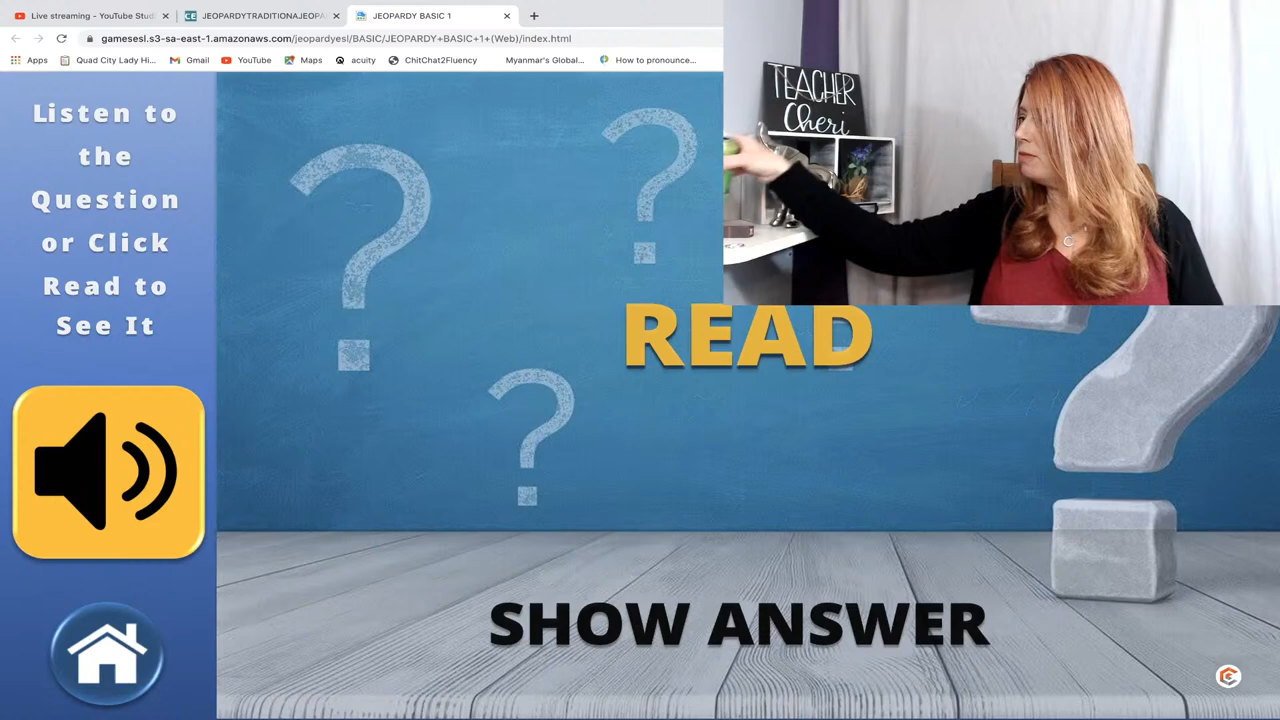 Live streaming - YouTube Stud
JEOPARDYTRADITIONAJEOPA
JEOPARDY BASIC 1
gamesesl.s3-sa-east-1.amazonaws.com/jeopardyesl/BASIC/JEOPARDY+BASIC+1+(Web)/index.html
Apps
Quad City Lady Hi...
Gmail
YouTube
Maps
acuity
ChitChat2Fluency
Myanmar's Global...
How to pronounce...
TEACHER
Cheri
Listen to
the
Question
or Click
Read to
See It
READ
SHOW ANSWER